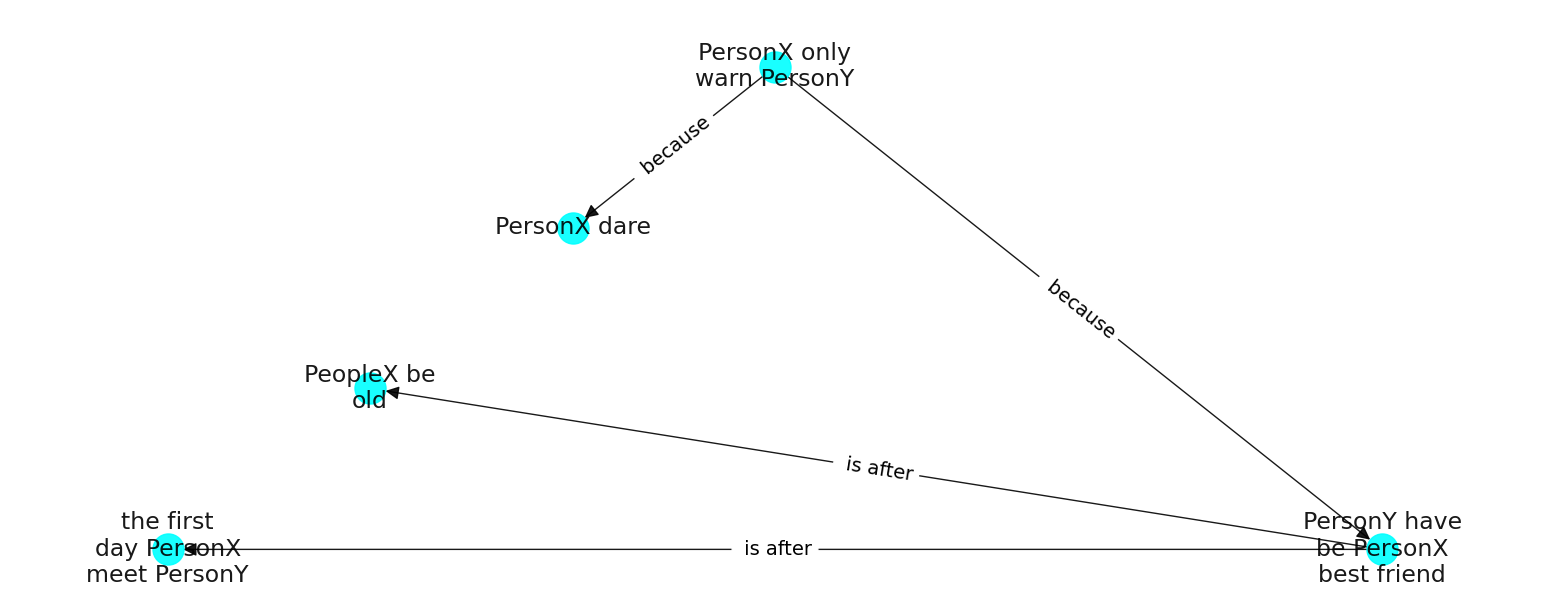 PersonX only
warn PersonY
because
PersonX dare
because
PeopleX be
old
is after
the first
day PersonX
meet PersonY
is after
PersonY have
be PersonX
best friend